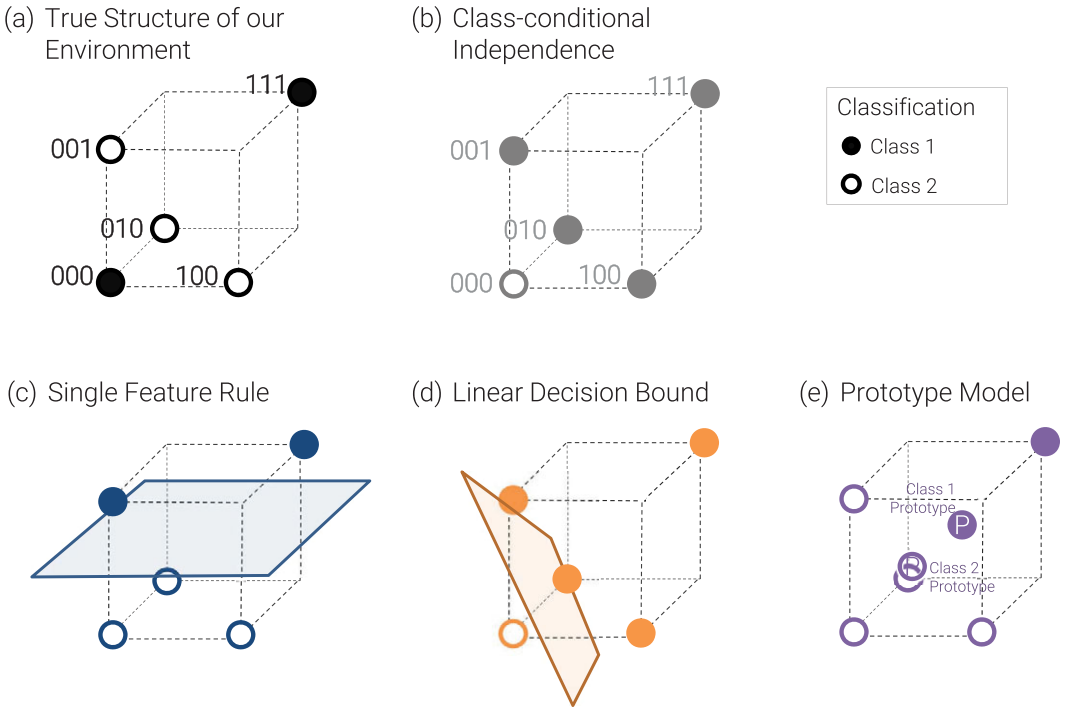 (a) True Structure of our
Environment
111
001
010
000
100
(b) Class-conditional
Independence
111
001
010
000
100
Classification
Class 1
Class 2
(c) Single Feature Rule
(d) Linear Decision Bound
(e) Prototype Model
Class 1
Prototype
P
P
Class 2
Prototype